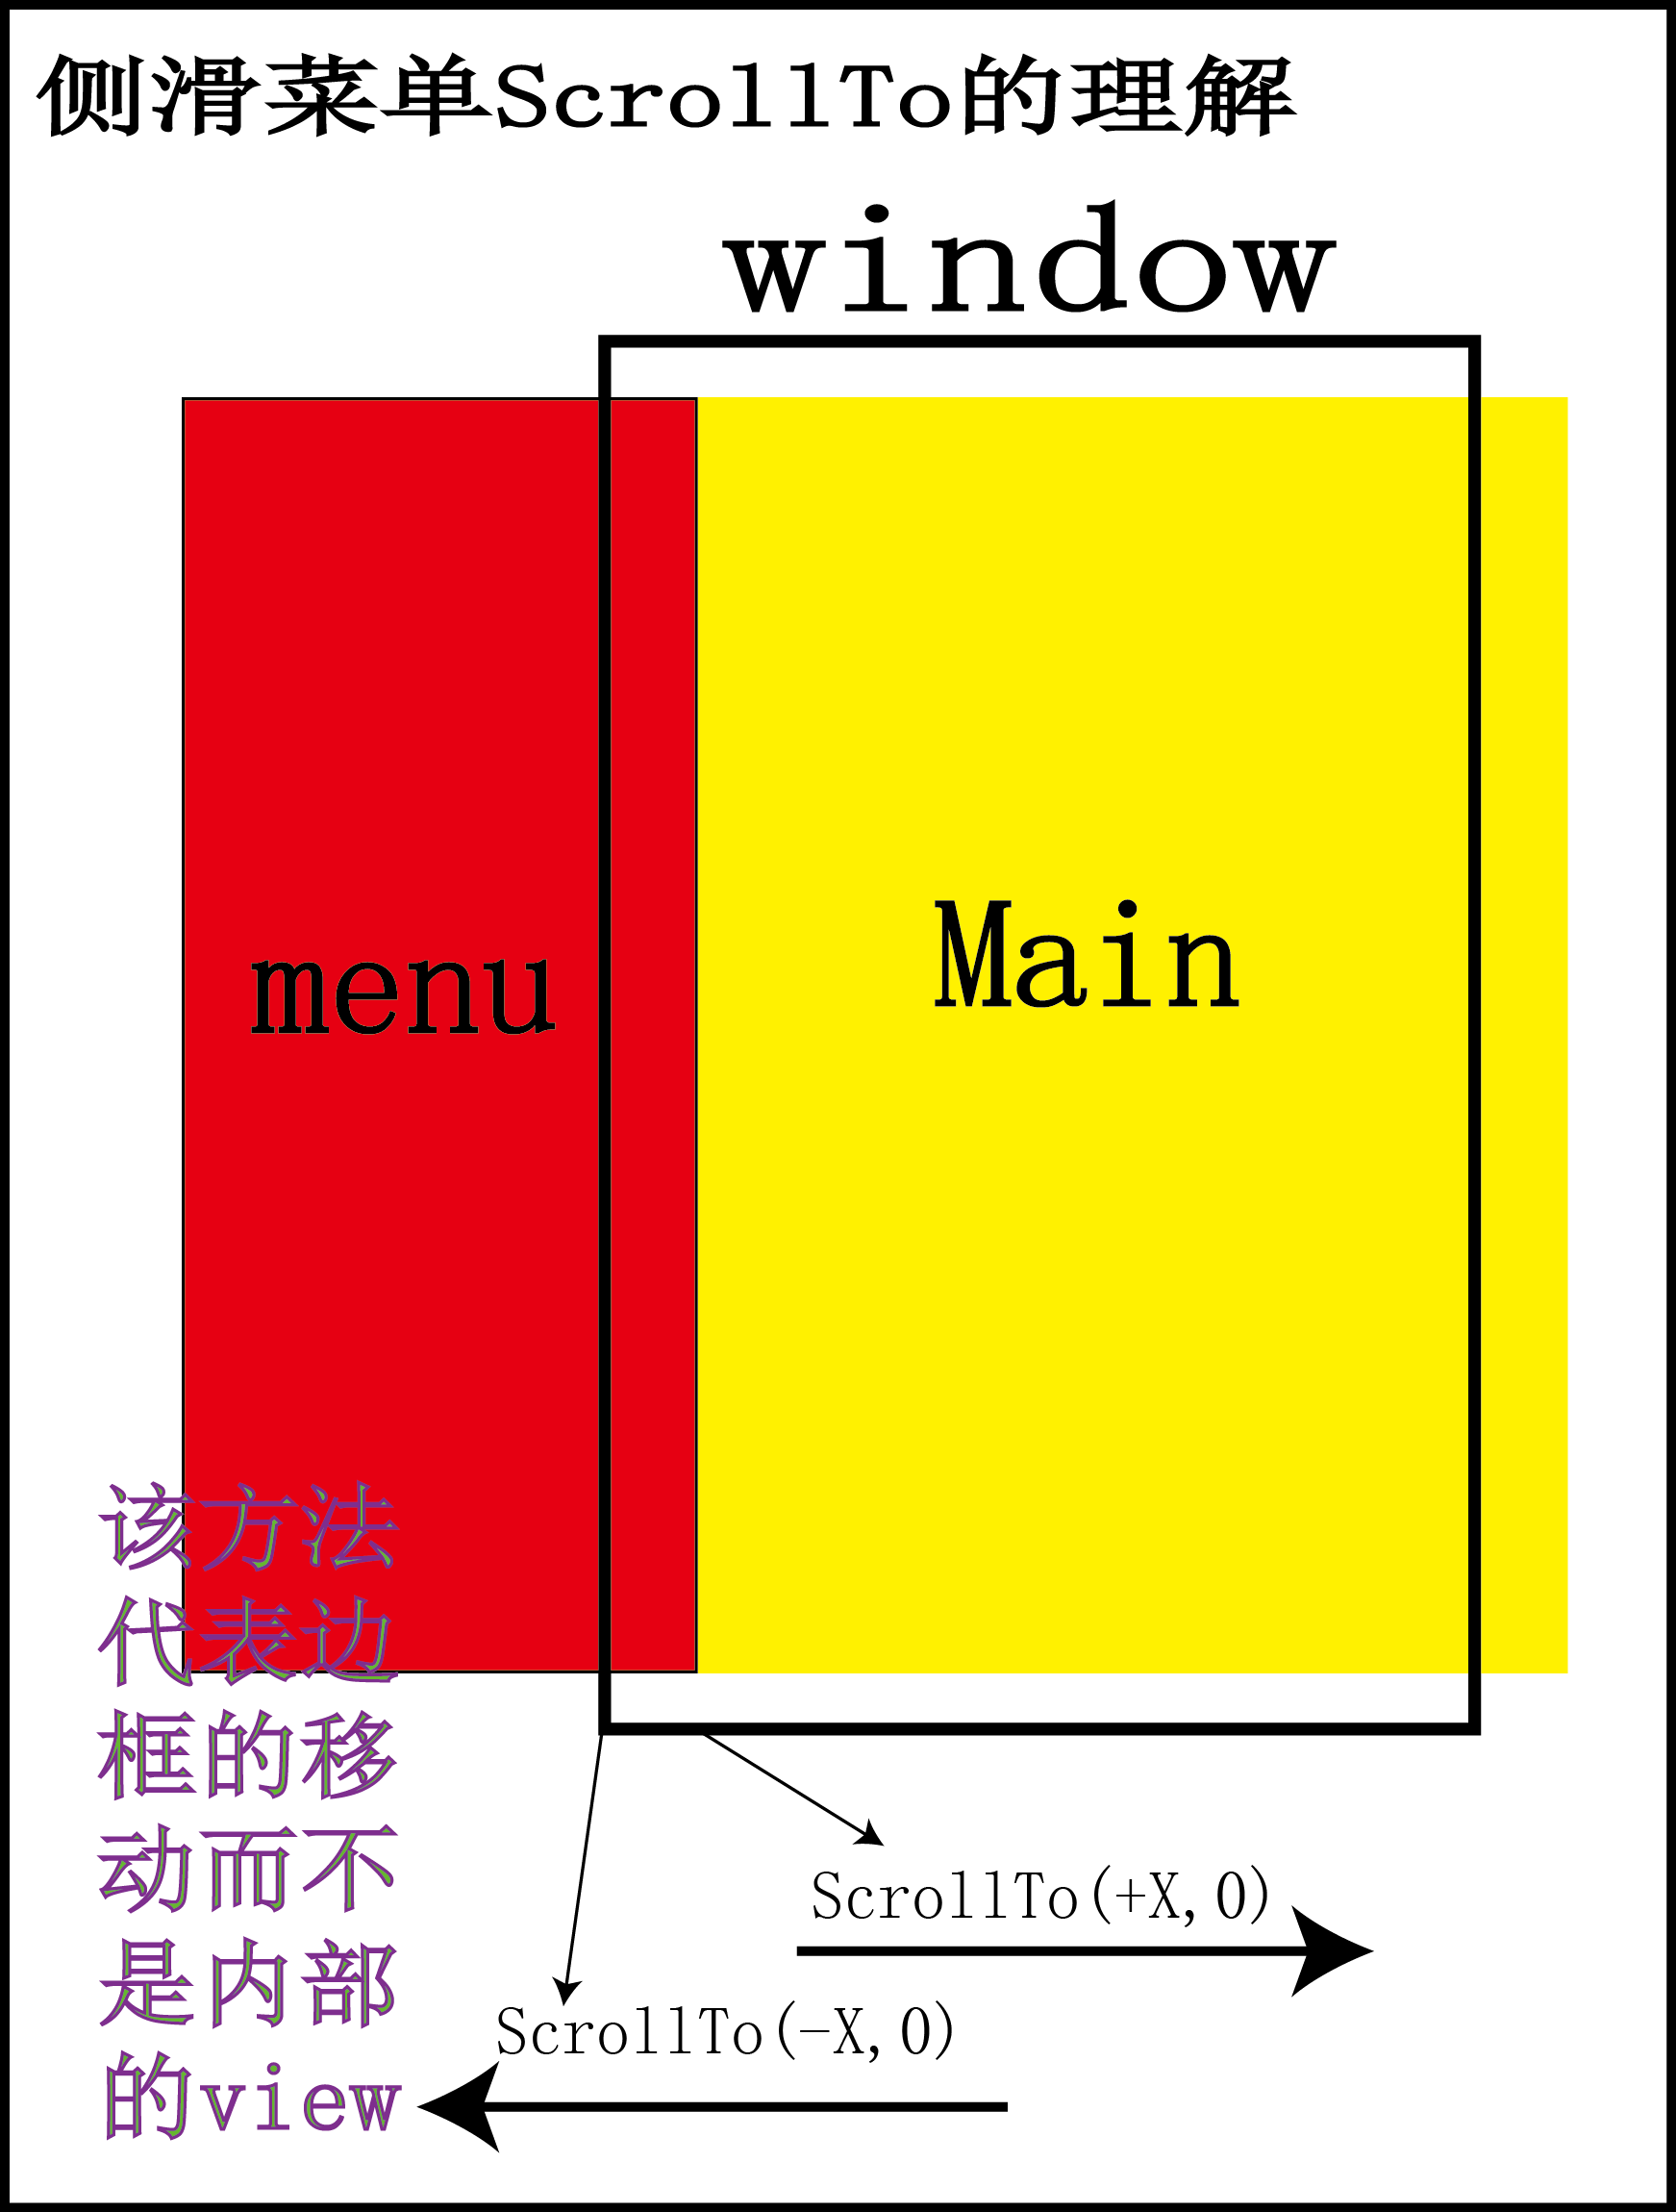 侧滑菜单ScrollTo的理解
window
menu
Main
该方法
代表边
框的移
动而不
是内部
的view
ScrollTo(+X,0)
ScrollTo(-X,0)